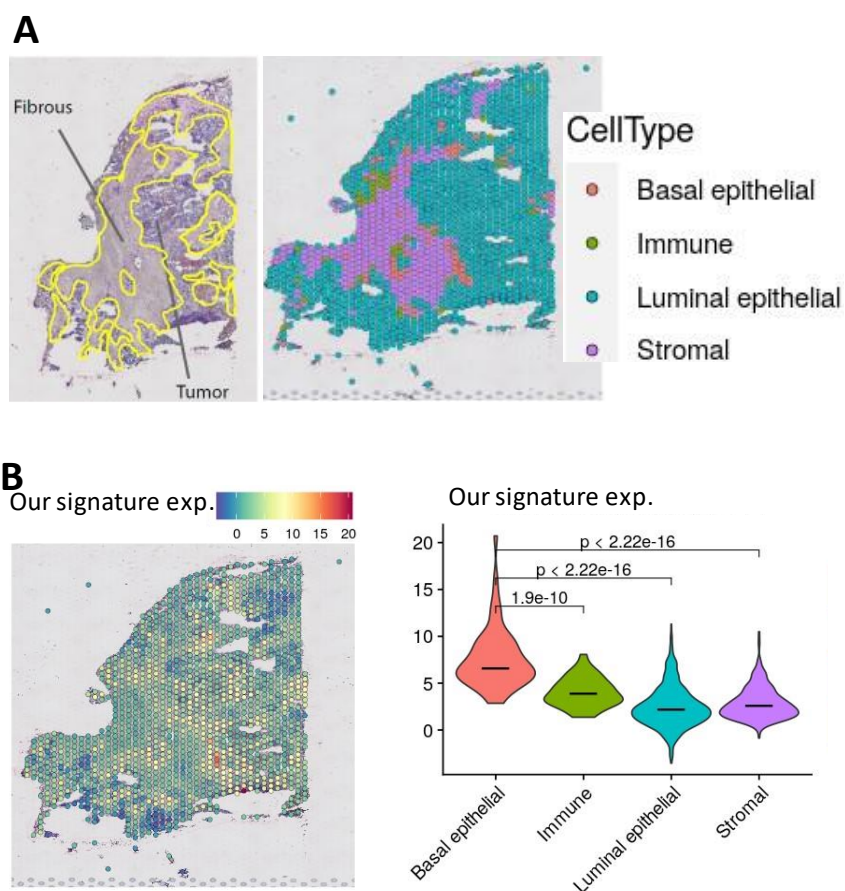 A
Fibrous
Tumor
CellType
Basal epithelial
Immune
Luminal epithelial
Stromal
B
Our signature exp.
0 5 10 15 20
Our signature exp.
20
15
10
5
0
p < 2.22e-16
p < 2.22e-16
1.9e-10
Basal epithelial
Immune
Luminal epithelial
Stromal